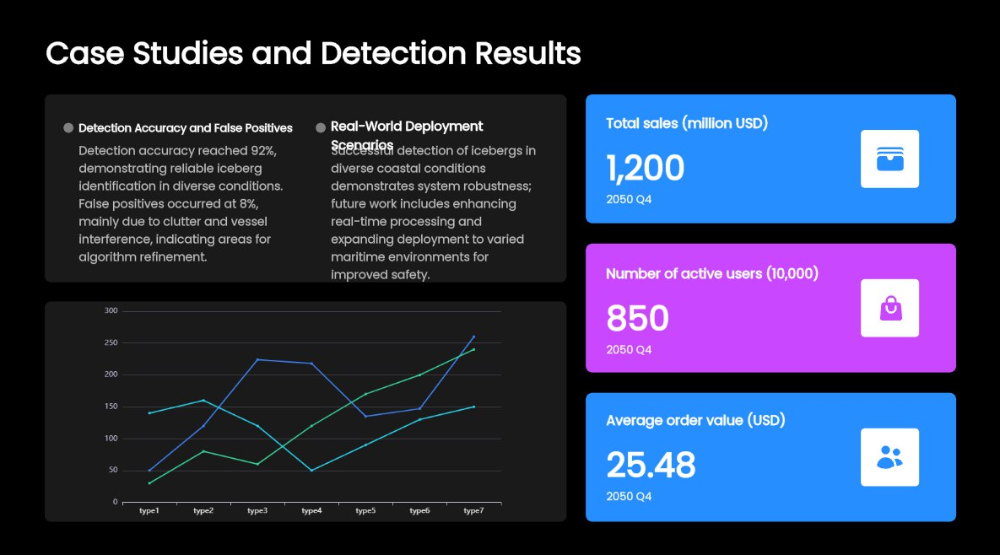 Case Studies and Detection Results
Detection Accuracy and False Positives
Detection accuracy reached 92%,
demonstrating reliable iceberg
identification in diverse conditions.
False positives occurred at 8%,
mainly due to clutter and vessel
interference, indicating areas for
algorithm refinement.
Real-World Deployment
Scenarios
Successful detection of icebergs in
diverse coastal conditions
demonstrates system robustness;
future work includes enhancing
real-time processing and
expanding deployment to varied
maritime environments for
improved safety.
Total sales (million USD)
1,200
2050 Q4
Number of active users (10,000)
850
2050 Q4
Average order value (USD)
25.48
2050 Q4
300
250
200
150
100
50
0
type1 type2 type3 type4 type5 type6 type7